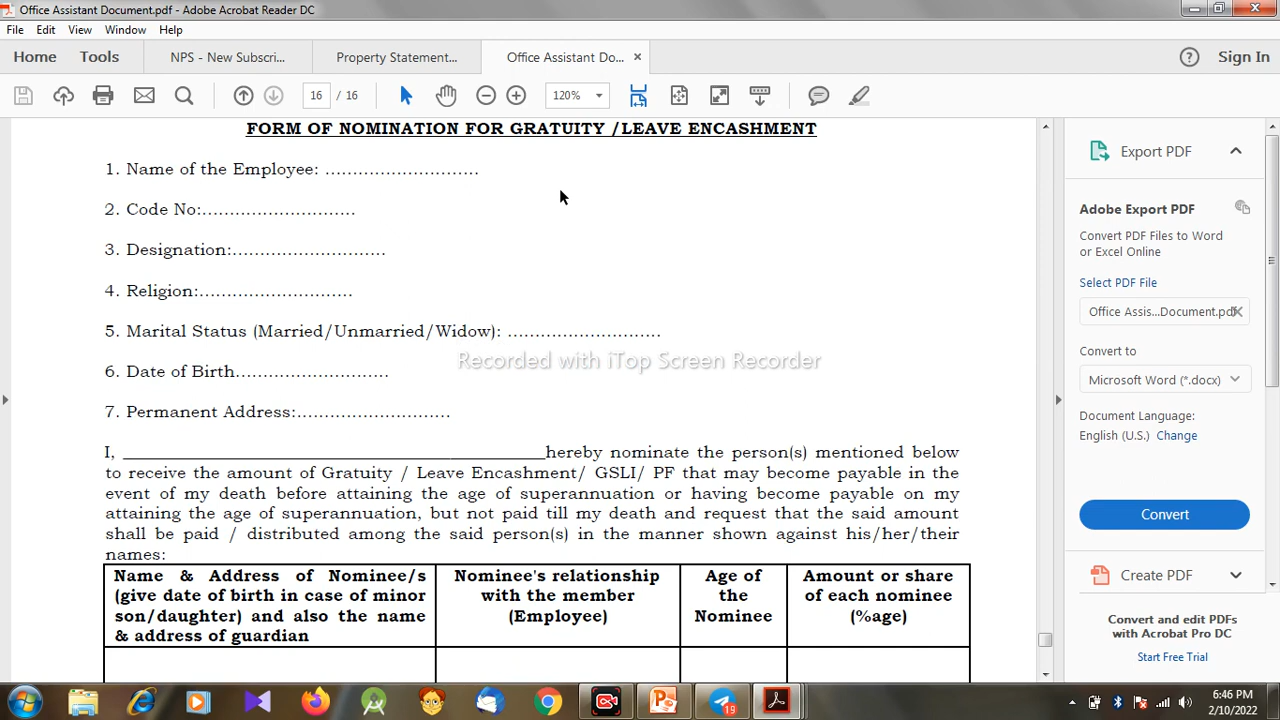 Office Assistant Document.pdf - Adobe Acrobat Reader DC
File Edit View Window Help
Home Tools NPS - New Subscri... Property Statement... Office Assistant Do... × ? Sign In
16 / 16 120%
FORM OF NOMINATION FOR GRATUITY /LEAVE ENCASHMENT
1. Name of the Employee: ............................
2. Code No:............................
3. Designation:............................
4. Religion:............................
5. Marital Status (Married/Unmarried/Widow): ............................
Recorded with iTop Screen Recorder
6. Date of Birth............................
7. Permanent Address:............................
I, __________________________________________hereby nominate the person(s) mentioned below
to receive the amount of Gratuity / Leave Encashment/ GSLI/ PF that may become payable in the
event of my death before attaining the age of superannuation or having become payable on my
attaining the age of superannuation, but not paid till my death and request that the said amount
shall be paid / distributed among the said person(s) in the manner shown against his/her/their
names:
Name & Address of Nominee/s
(give date of birth in case of minor
son/daughter) and also the name
& address of guardian
Nominee's relationship
with the member
(Employee)
Age of
the
Nominee
Amount or share
of each nominee
(%age)
Export PDF
Adobe Export PDF
Convert PDF Files to Word
or Excel Online
Select PDF File
Office Assis...Document.pdf
Convert to
Microsoft Word (*.docx)
Document Language:
English (U.S.) Change
Convert
Create PDF
Convert and edit PDFs
with Acrobat Pro DC
Start Free Trial
19
6:46 PM
2/10/2022